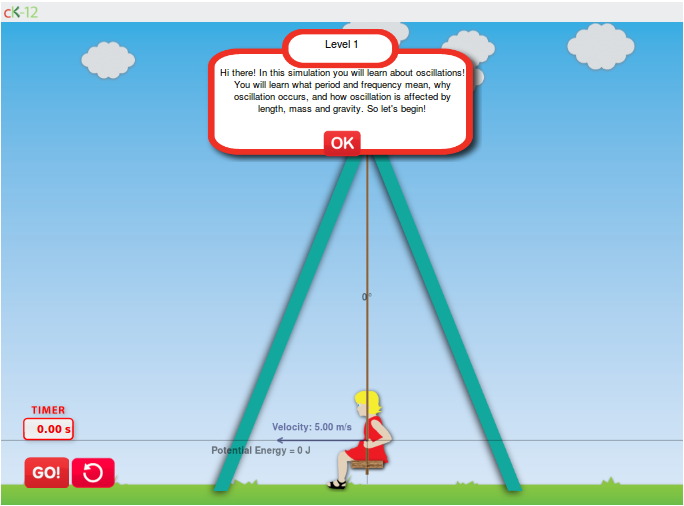 cK-12
Level 1
Hi there! In this simulation you will learn about oscillations!
You will learn what period and frequency mean, why
oscillation occurs, and how oscillation is affected by
length, mass and gravity. So let's begin!
OK
0°
TIMER
0.00 s
Velocity: 5.00 m/s
Potential Energy = 0 J
GO!